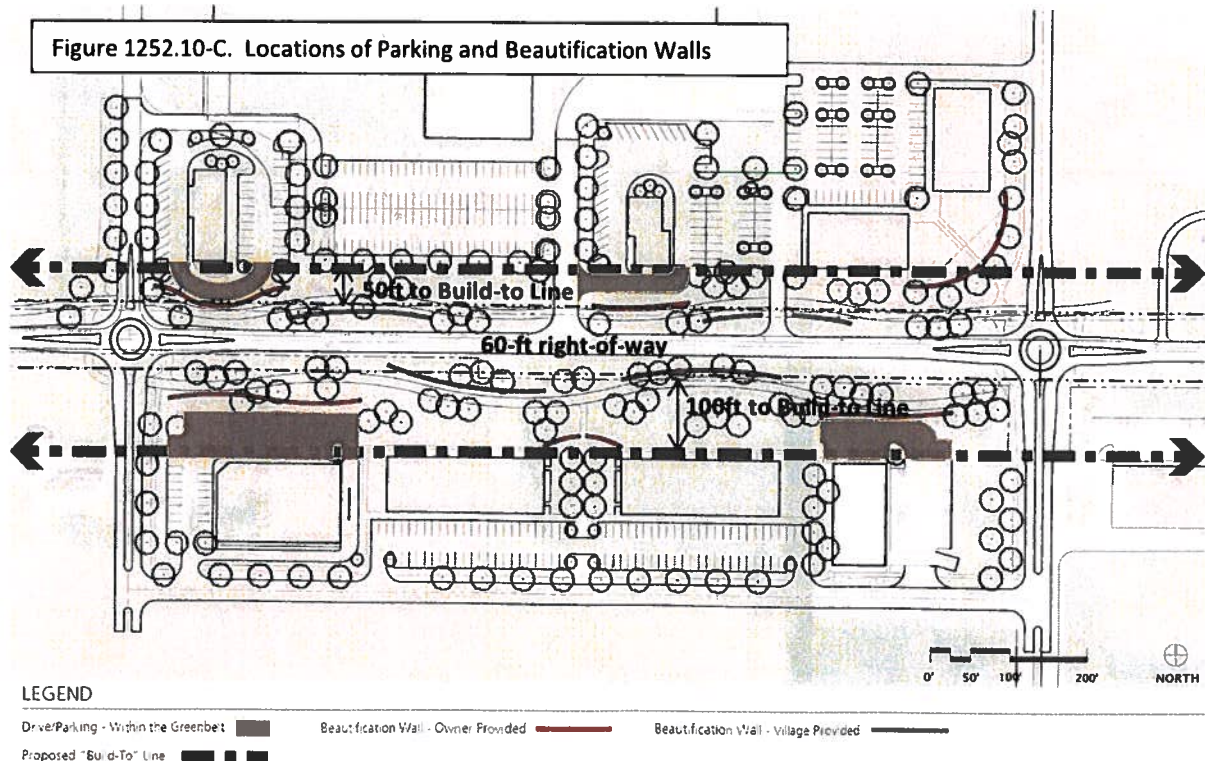 Figure 1252.10-C. Locations of Parking and Beautification Walls
50ft to Build-to Line
60-ft right-of-way
100ft to Build-to Line
0' 50' 100' 200'
NORTH
LEGEND
Drive/Parking - Within the Greenbelt
Beautification Wall - Owner Provided
Beautification Wall - Village Provided
Proposed "Build-To" Line